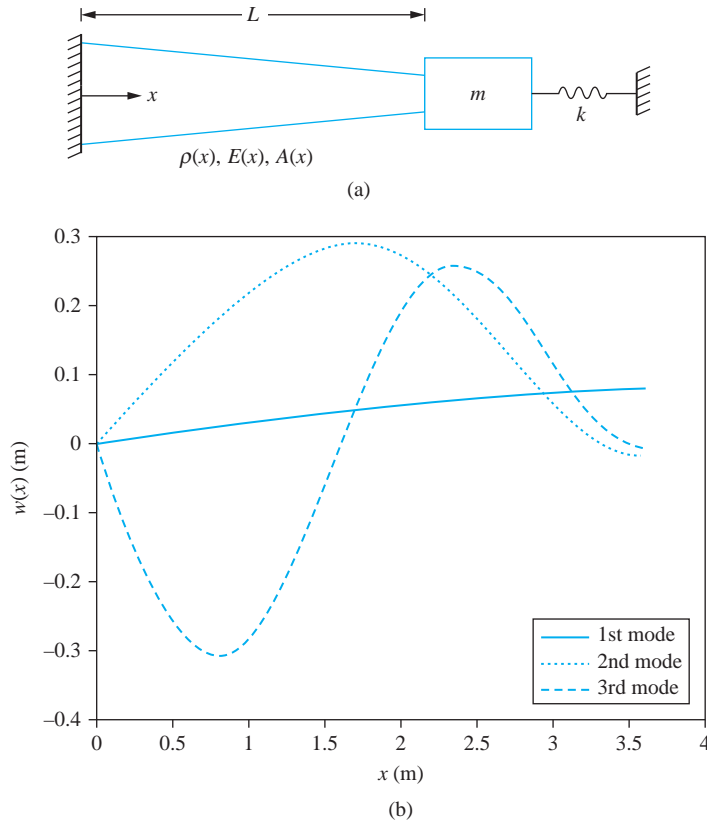 L
x
m
k
ρ(x), E(x), A(x)
(a)
0.3
0.2
0.1
0
–0.1
–0.2
–0.3
–0.4
w(x) (m)
1st mode
2nd mode
3rd mode
0 0.5 1 1.5 2 2.5 3 3.5 4
x (m)
(b)